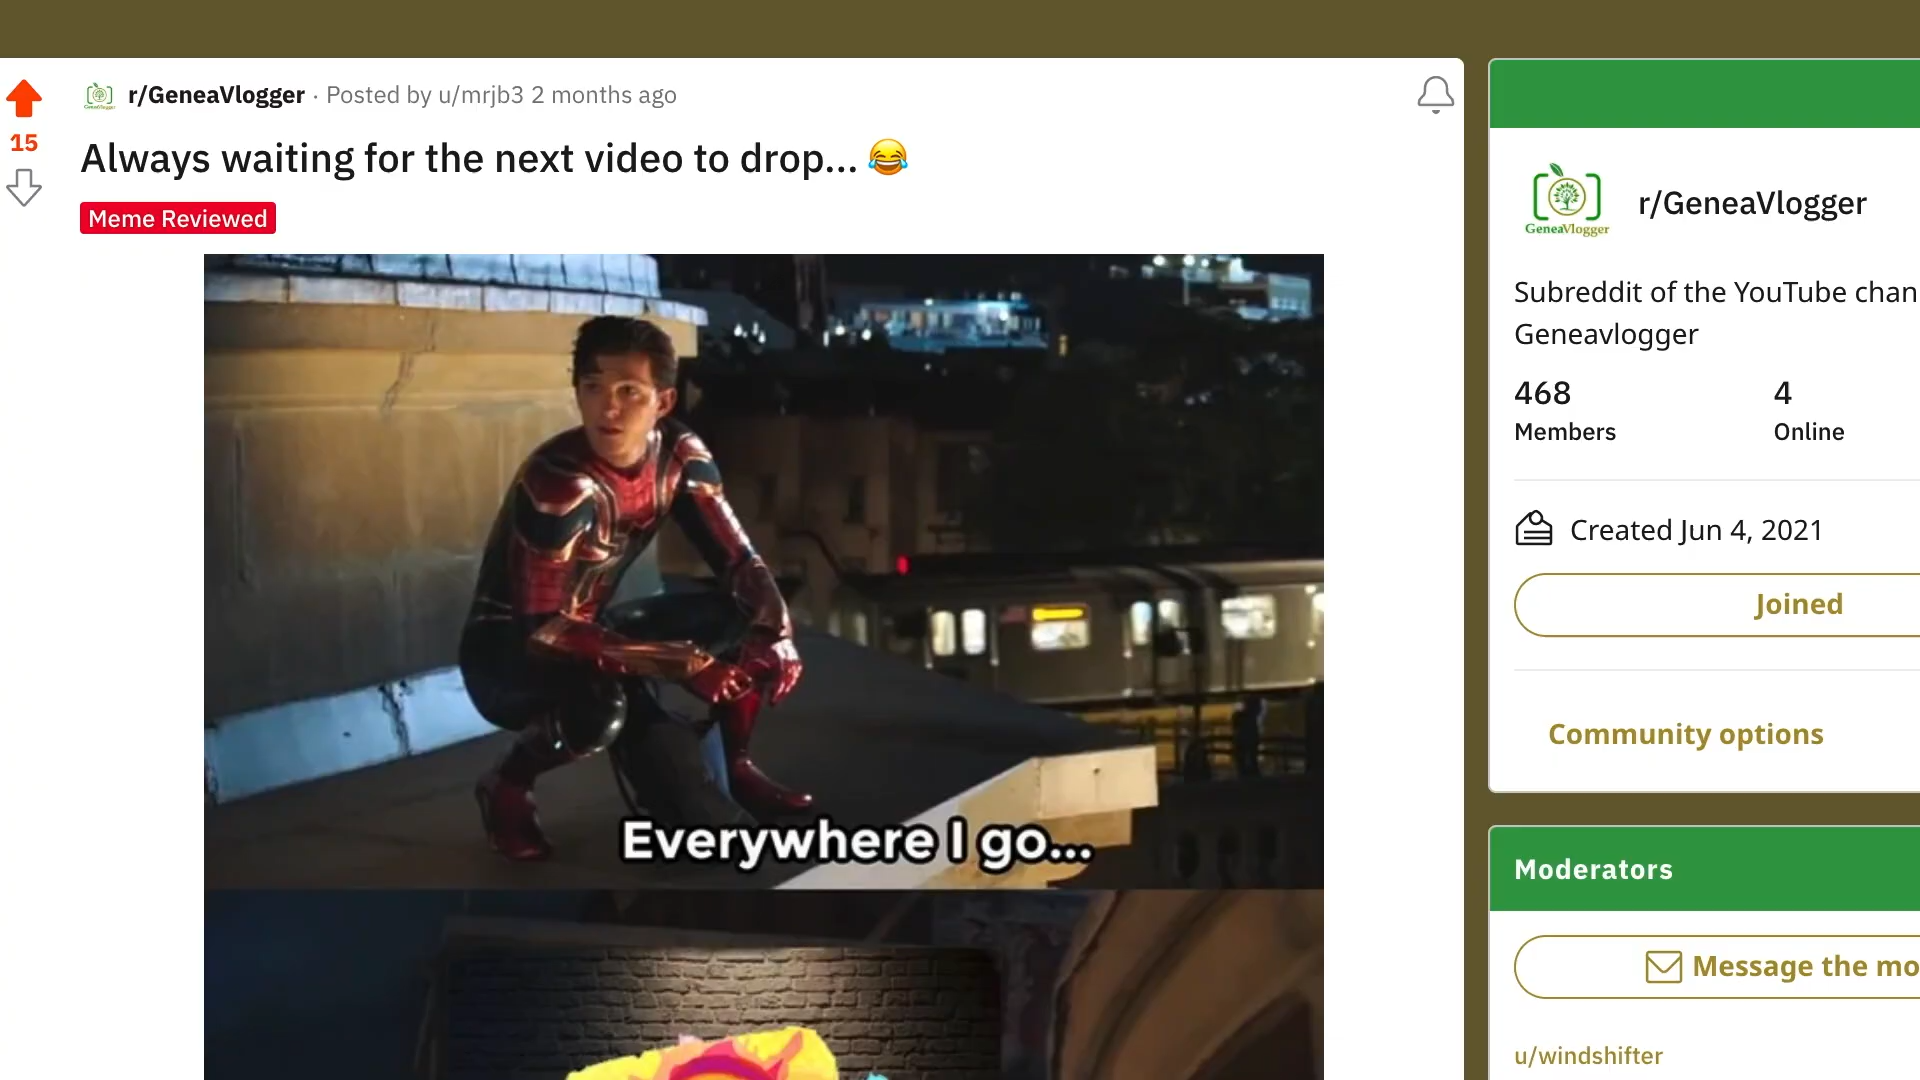 r/GeneaVlogger · Posted by u/mrjb3 2 months ago
15
Always waiting for the next video to drop... 😂
Meme Reviewed
Everywhere I go...
GeneaVlogger
r/GeneaVlogger
Subreddit of the YouTube chan
Geneavlogger
468 4
Members Online
Created Jun 4, 2021
Joined
Community options
Moderators
Message the mo
u/windshifter